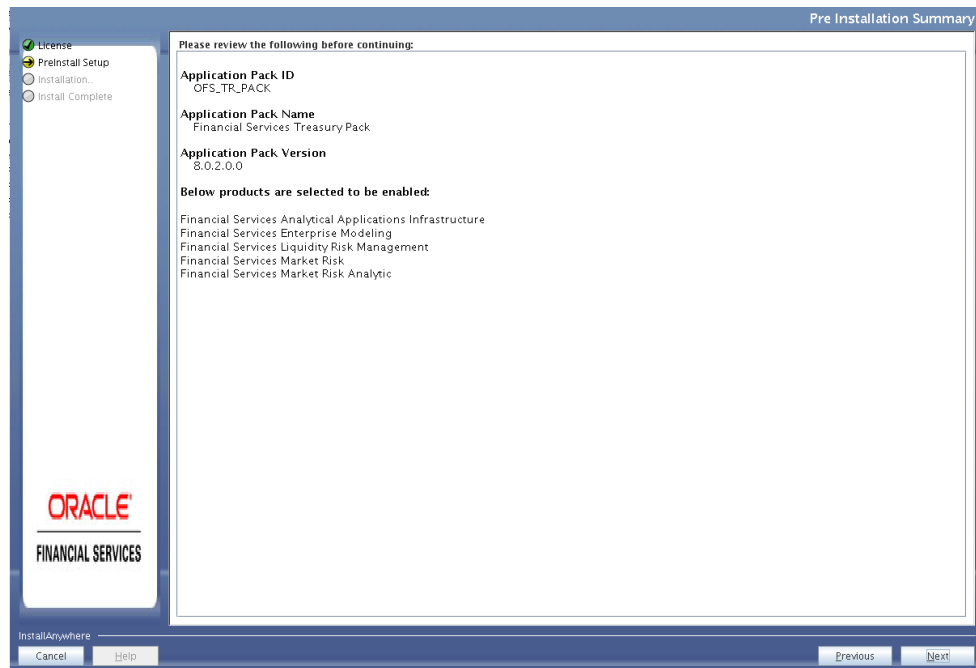 Pre Installation Summary
License
PreInstall Setup
Installation..
Install Complete
Please review the following before continuing:
Application Pack ID
OFS_TR_PACK
Application Pack Name
Financial Services Treasury Pack
Application Pack Version
8.0.2.0.0
Below products are selected to be enabled:
Financial Services Analytical Applications Infrastructure
Financial Services Enterprise Modeling
Financial Services Liquidity Risk Management
Financial Services Market Risk
Financial Services Market Risk Analytic
ORACLE'
FINANCIAL SERVICES
InstallAnywhere
Cancel Help Previous Next